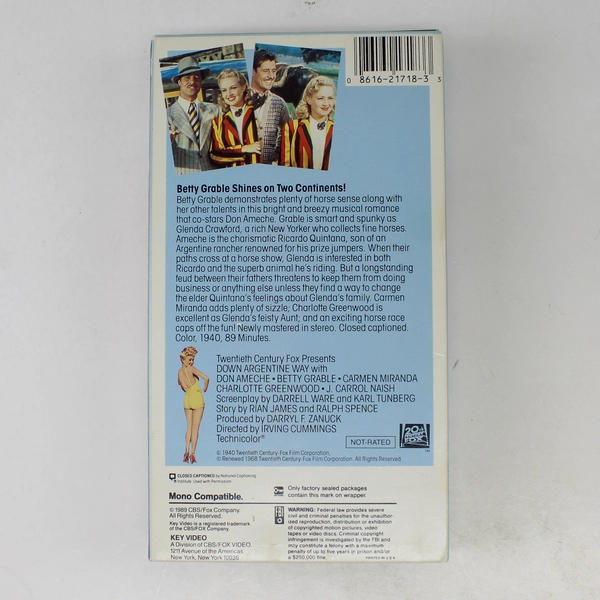 0 8616-21718-3 3
Betty Grable Shines on Two Continents!
Betty Grable demonstrates plenty of horse sense along with
her other talents in this bright and breezy musical romance
that co-stars Don Ameche. Grable is smart and spunky as
Glenda Crawford, a rich New Yorker who collects fine horses.
Ameche is the charismatic Ricardo Quintana, son of an
Argentine rancher renowned for his prize jumpers. When their
paths cross at a horse show, Glenda is interested in both
Ricardo and the superb animal he's riding. But a longstanding
feud between their fathers threatens to keep them from doing
business or anything else unless they find a way to change
the elder Quintana's feelings about Glenda's family. Carmen
Miranda adds plenty of sizzle; Charlotte Greenwood is
excellent as Glenda's feisty Aunt; and an exciting horse race
caps off the fun! Newly mastered in stereo. Closed captioned.
Color, 1940, 89 Minutes.
Twentieth Century Fox Presents
DOWN ARGENTINE WAY with
DON AMECHE • BETTY GRABLE • CARMEN MIRANDA
CHARLOTTE GREENWOOD • J. CARROL NAISH
Screenplay by DARRELL WARE and KARL TUNBERG
Story by RIAN JAMES and RALPH SPENCE
Produced by DARRYL F. ZANUCK
Directed by IRVING CUMMINGS
Technicolor®
NOT-RATED
20th CENTURY FOX
© 1940 Twentieth Century-Fox Film Corporation,
© Renewed 1968 Twentieth Century-Fox Film Corporation. All Rights Reserved.
CLOSED CAPTIONED by National Captioning
Institute. Used with Permission
Mono Compatible.
Only factory sealed packages
contain this mark on wrapper.
© 1989 CBS/Fox Company.
All Rights Reserved.
Key Video is a registered trademark
of the CBS/FOX Company.
KEY VIDEO
A Division of CBS/FOX VIDEO.
1211 Avenue of the Americas
New York, New York 10036
WARNING: Federal law provides severe
civil and criminal penalties for the unauthor-
ized reproduction, distribution or exhibition
of copyrighted motion pictures, video
tapes or video discs. Criminal copyright
infringement is investigated by the FBI and
may constitute a felony with a maximum
penalty of up to five years in prison and/or
a $250,000 fine.
PRINTED IN U.S.A.